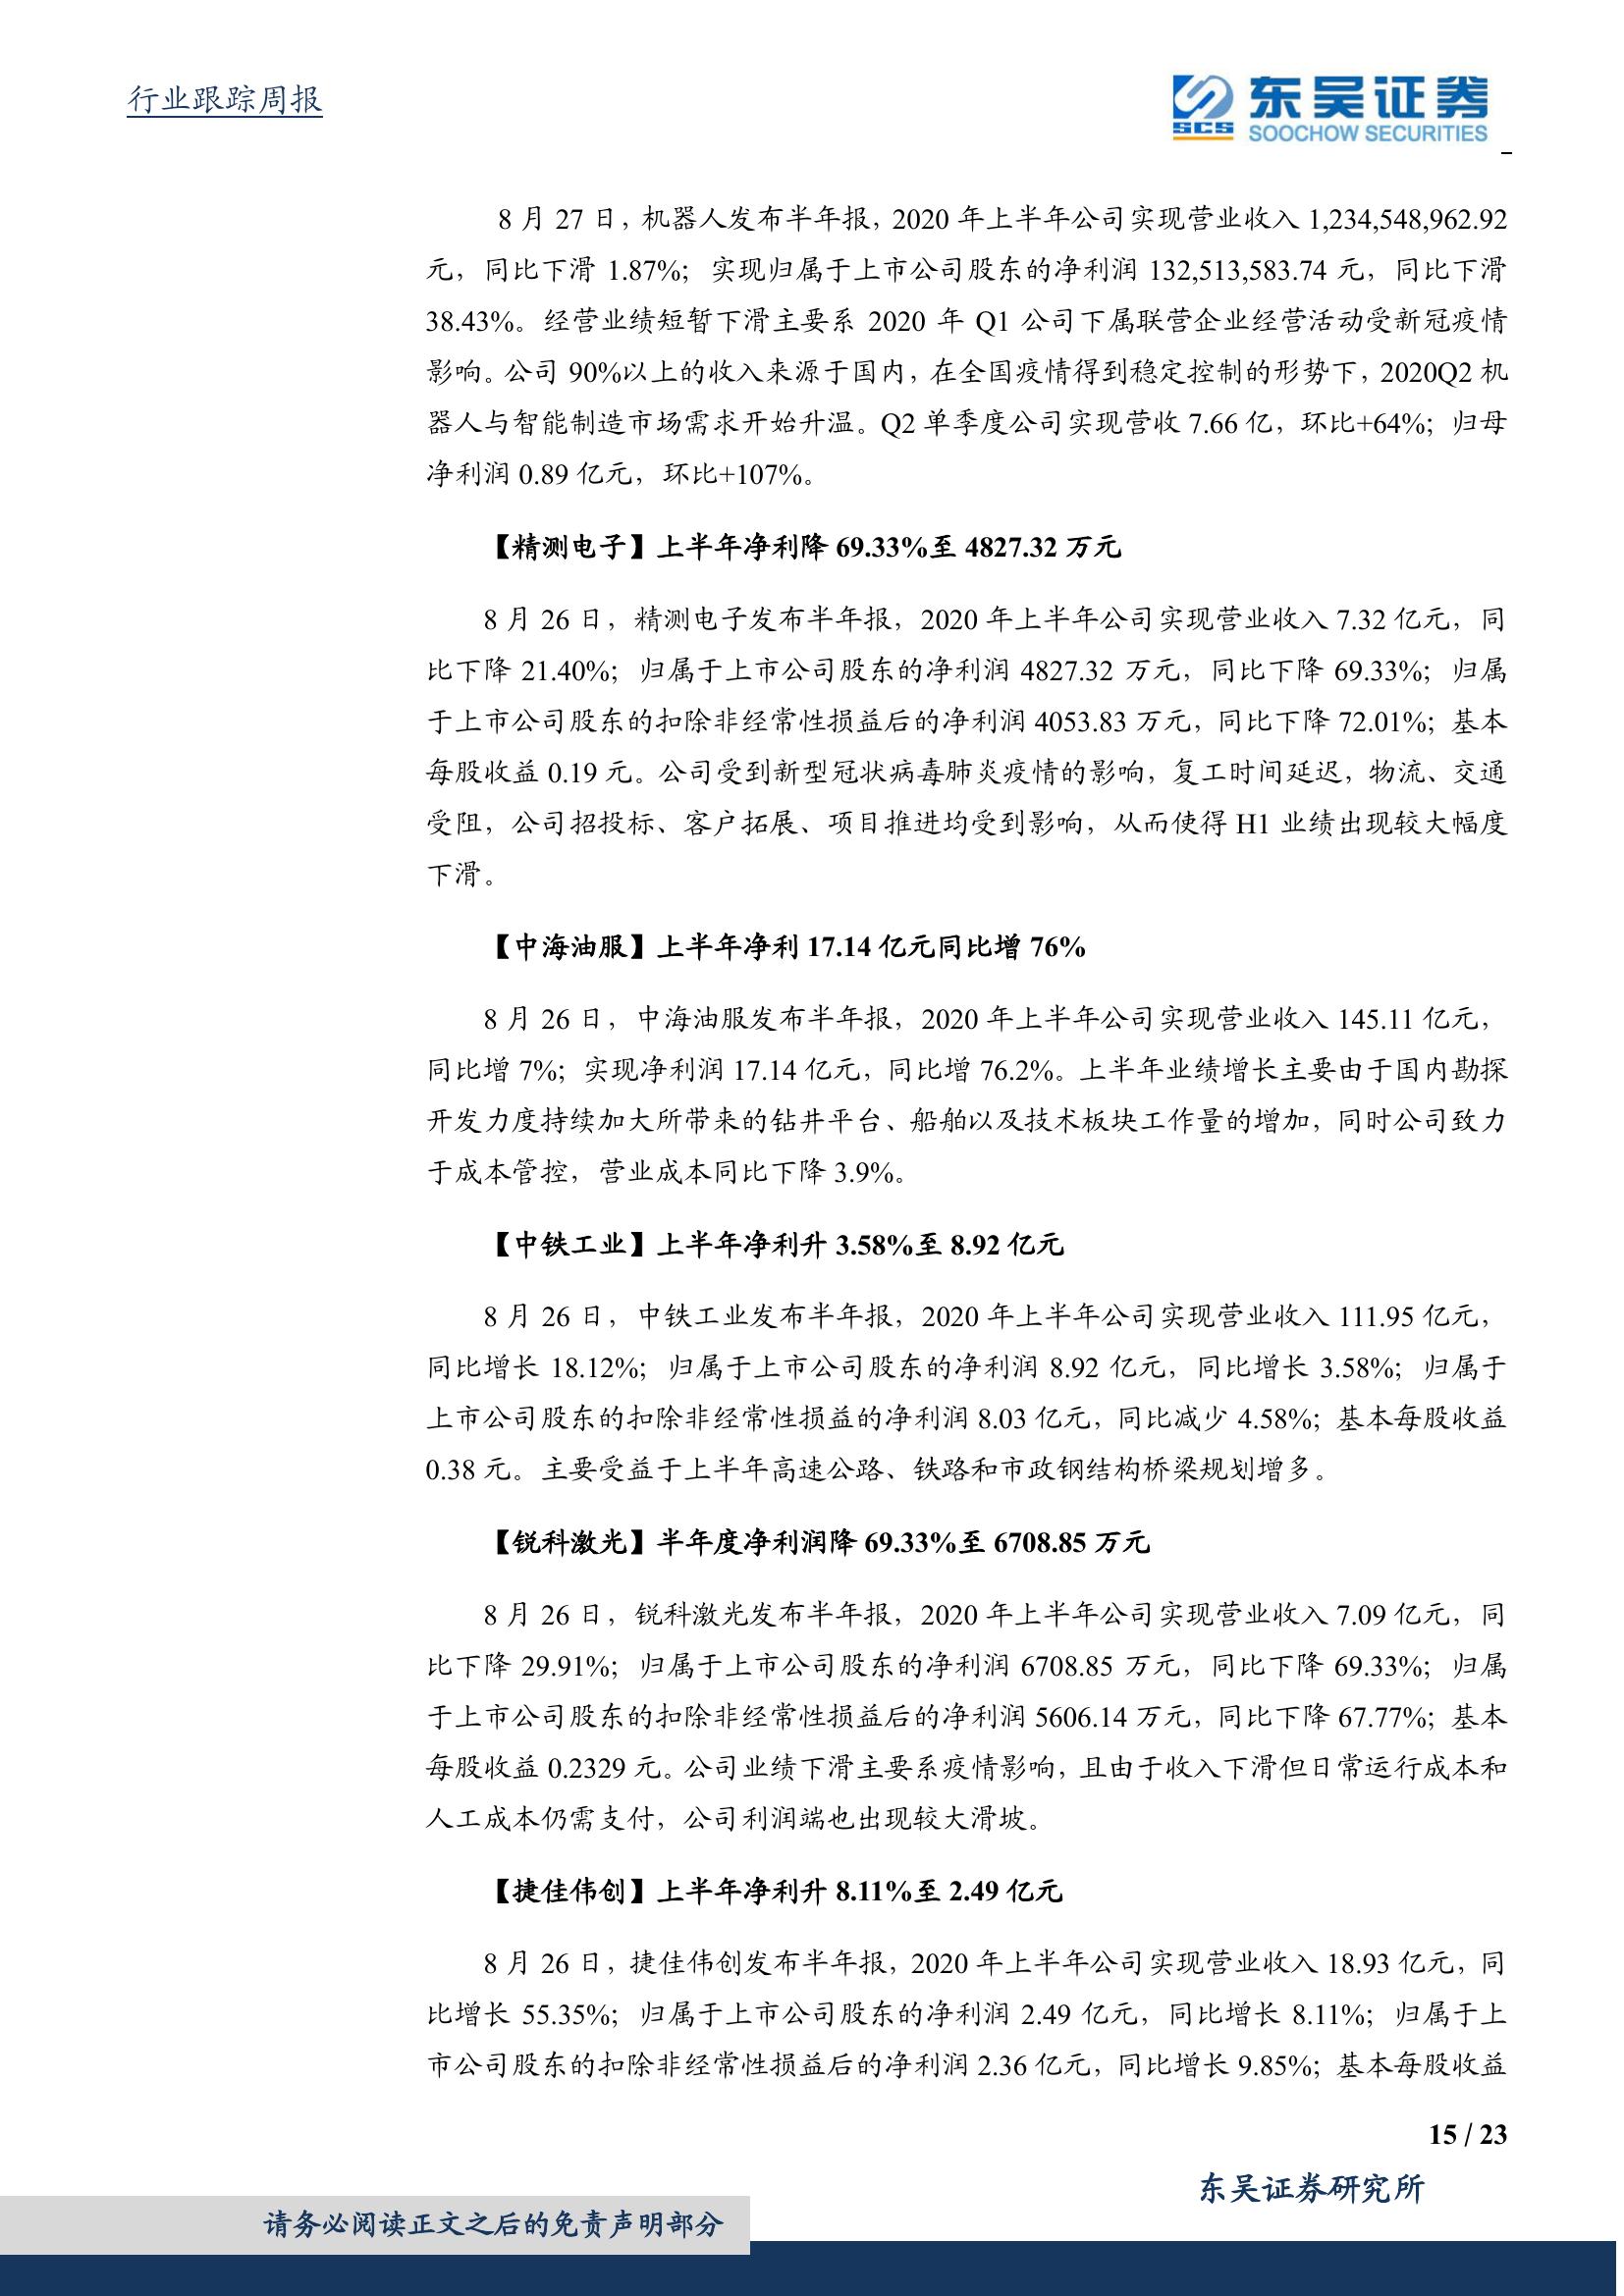 行业跟踪周报
SCS
东吴证券
SOOCHOW SECURITIES
8 月 27 日，机器人发布半年报，2020 年上半年公司实现营业收入 1,234,548,962.92
元，同比下滑 1.87%；实现归属于上市公司股东的净利润 132,513,583.74 元，同比下滑
38.43%。经营业绩短暂下滑主要系 2020 年 Q1 公司下属联营企业经营活动受新冠疫情
影响。公司 90%以上的收入来源于国内，在全国疫情得到稳定控制的形势下，2020Q2 机
器人与智能制造市场需求开始升温。Q2 单季度公司实现营收 7.66 亿，环比+64%；归母
净利润 0.89 亿元，环比+107%。
【精测电子】上半年净利降 69.33%至 4827.32 万元
8 月 26 日，精测电子发布半年报，2020 年上半年公司实现营业收入 7.32 亿元，同
比下降 21.40%；归属于上市公司股东的净利润 4827.32 万元，同比下降 69.33%；归属
于上市公司股东的扣除非经常性损益后的净利润 4053.83 万元，同比下降 72.01%；基本
每股收益 0.19 元。公司受到新型冠状病毒肺炎疫情的影响，复工时间延迟，物流、交通
受阻，公司招投标、客户拓展、项目推进均受到影响，从而使得 H1 业绩出现较大幅度
下滑。
【中海油服】上半年净利 17.14 亿元同比增 76%
8 月 26 日，中海油服发布半年报，2020 年上半年公司实现营业收入 145.11 亿元，
同比增 7%；实现净利润 17.14 亿元，同比增 76.2%。上半年业绩增长主要由于国内勘探
开发力度持续加大所带来的钻井平台、船舶以及技术板块工作量的增加，同时公司致力
于成本管控，营业成本同比下降 3.9%。
【中铁工业】上半年净利升 3.58%至 8.92 亿元
8 月 26 日，中铁工业发布半年报，2020 年上半年公司实现营业收入 111.95 亿元，
同比增长 18.12%；归属于上市公司股东的净利润 8.92 亿元，同比增长 3.58%；归属于
上市公司股东的扣除非经常性损益的净利润 8.03 亿元，同比减少 4.58%；基本每股收益
0.38 元。主要受益于上半年高速公路、铁路和市政钢结构桥梁规划增多。
【锐科激光】半年度净利润降 69.33%至 6708.85 万元
8 月 26 日，锐科激光发布半年报，2020 年上半年公司实现营业收入 7.09 亿元，同
比下降 29.91%；归属于上市公司股东的净利润 6708.85 万元，同比下降 69.33%；归属
于上市公司股东的扣除非经常性损益后的净利润 5606.14 万元，同比下降 67.77%；基本
每股收益 0.2329 元。公司业绩下滑主要系疫情影响，且由于收入下滑但日常运行成本和
人工成本仍需支付，公司利润端也出现较大滑坡。
【捷佳伟创】上半年净利升 8.11%至 2.49 亿元
8 月 26 日，捷佳伟创发布半年报，2020 年上半年公司实现营业收入 18.93 亿元，同
比增长 55.35%；归属于上市公司股东的净利润 2.49 亿元，同比增长 8.11%；归属于上
市公司股东的扣除非经常性损益后的净利润 2.36 亿元，同比增长 9.85%；基本每股收益
15 / 23
东吴证券研究所
请务必阅读正文之后的免责声明部分